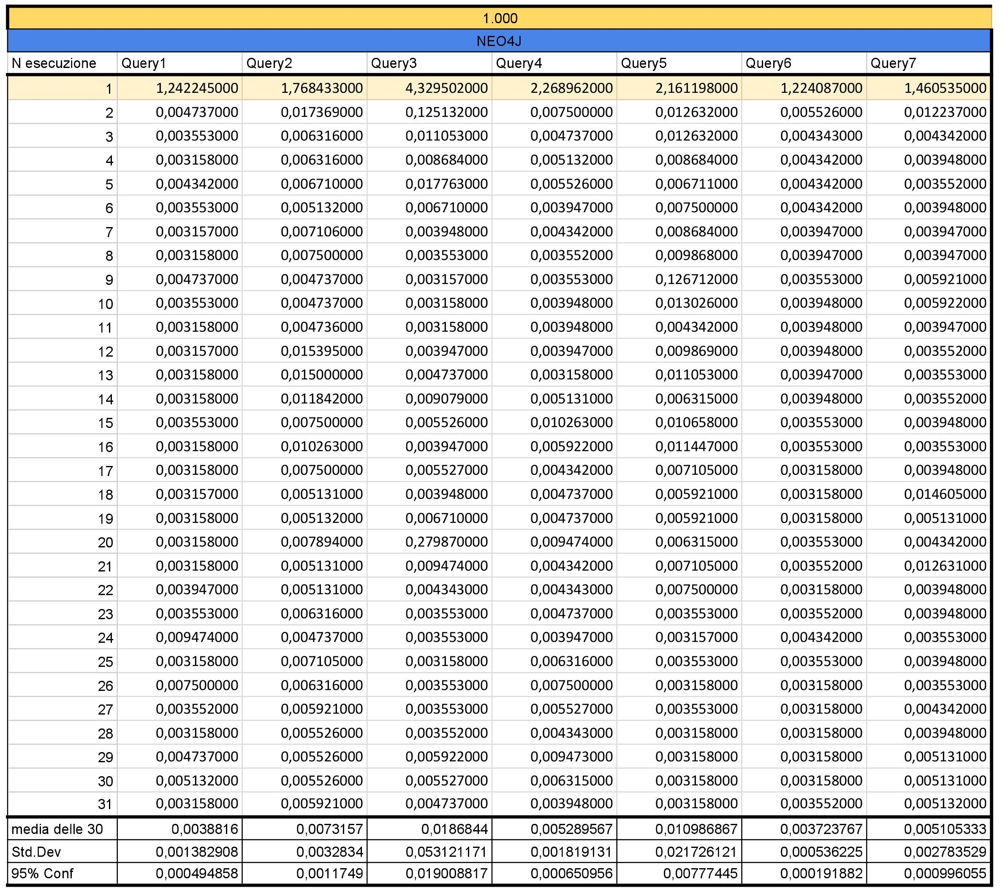 1.000
NEO4J
N esecuzione Query1 Query2 Query3 Query4 Query5 Query6 Query7
1 1,242245000 1,768433000 4,329502000 2,268962000 2,161198000 1,224087000 1,460535000
2 0,004737000 0,017369000 0,125132000 0,007500000 0,012632000 0,005526000 0,012237000
3 0,003553000 0,006316000 0,011053000 0,004737000 0,012632000 0,004343000 0,004342000
4 0,003158000 0,006316000 0,008684000 0,005132000 0,008684000 0,004342000 0,003948000
5 0,004342000 0,006710000 0,017763000 0,005526000 0,006711000 0,004342000 0,003552000
6 0,003553000 0,005132000 0,006710000 0,003947000 0,007500000 0,004342000 0,003948000
7 0,003157000 0,007106000 0,003948000 0,004342000 0,008684000 0,003947000 0,003947000
8 0,003158000 0,007500000 0,003553000 0,003552000 0,009868000 0,003947000 0,003947000
9 0,004737000 0,004737000 0,003157000 0,003553000 0,126712000 0,003553000 0,005921000
10 0,003553000 0,004737000 0,003158000 0,003948000 0,013026000 0,003948000 0,005922000
11 0,003158000 0,004736000 0,003158000 0,003948000 0,004342000 0,003948000 0,003947000
12 0,003157000 0,015395000 0,003947000 0,003947000 0,009869000 0,003948000 0,003552000
13 0,003158000 0,015000000 0,004737000 0,003158000 0,011053000 0,003947000 0,003553000
14 0,003158000 0,011842000 0,009079000 0,005131000 0,006315000 0,003948000 0,003552000
15 0,003553000 0,007500000 0,005526000 0,010263000 0,010658000 0,003553000 0,003948000
16 0,003158000 0,010263000 0,003947000 0,005922000 0,011447000 0,003553000 0,003553000
17 0,003158000 0,007500000 0,005527000 0,004342000 0,007105000 0,003158000 0,003948000
18 0,003157000 0,005131000 0,003948000 0,004737000 0,005921000 0,003158000 0,014605000
19 0,003158000 0,005132000 0,006710000 0,004737000 0,005921000 0,003158000 0,005131000
20 0,003158000 0,007894000 0,279870000 0,009474000 0,006315000 0,003553000 0,004342000
21 0,003158000 0,005131000 0,009474000 0,004342000 0,007105000 0,003552000 0,012631000
22 0,003947000 0,005131000 0,004343000 0,004343000 0,007500000 0,003158000 0,003948000
23 0,003553000 0,006316000 0,003553000 0,004737000 0,003553000 0,003552000 0,003948000
24 0,009474000 0,004737000 0,003553000 0,003947000 0,003157000 0,004342000 0,003553000
25 0,003158000 0,007105000 0,003158000 0,006316000 0,003553000 0,003553000 0,003948000
26 0,007500000 0,006316000 0,003553000 0,007500000 0,003158000 0,003158000 0,003553000
27 0,003552000 0,005921000 0,003553000 0,005527000 0,003553000 0,003158000 0,004342000
28 0,003158000 0,005526000 0,003552000 0,004343000 0,003158000 0,003158000 0,003948000
29 0,004737000 0,005526000 0,005922000 0,009473000 0,003158000 0,003158000 0,005131000
30 0,005132000 0,005526000 0,005527000 0,006315000 0,003158000 0,003158000 0,005131000
31 0,003158000 0,005921000 0,004737000 0,003948000 0,003158000 0,003552000 0,005132000
media delle 30 0,0038816 0,0073157 0,0186844 0,005289567 0,010986867 0,003723767 0,005105333
Std.Dev 0,001382908 0,0032834 0,053121171 0,001819131 0,021726121 0,000536225 0,002783529
95% Conf 0,000494858 0,0011749 0,019008817 0,000650956 0,00777445 0,000191882 0,000996055